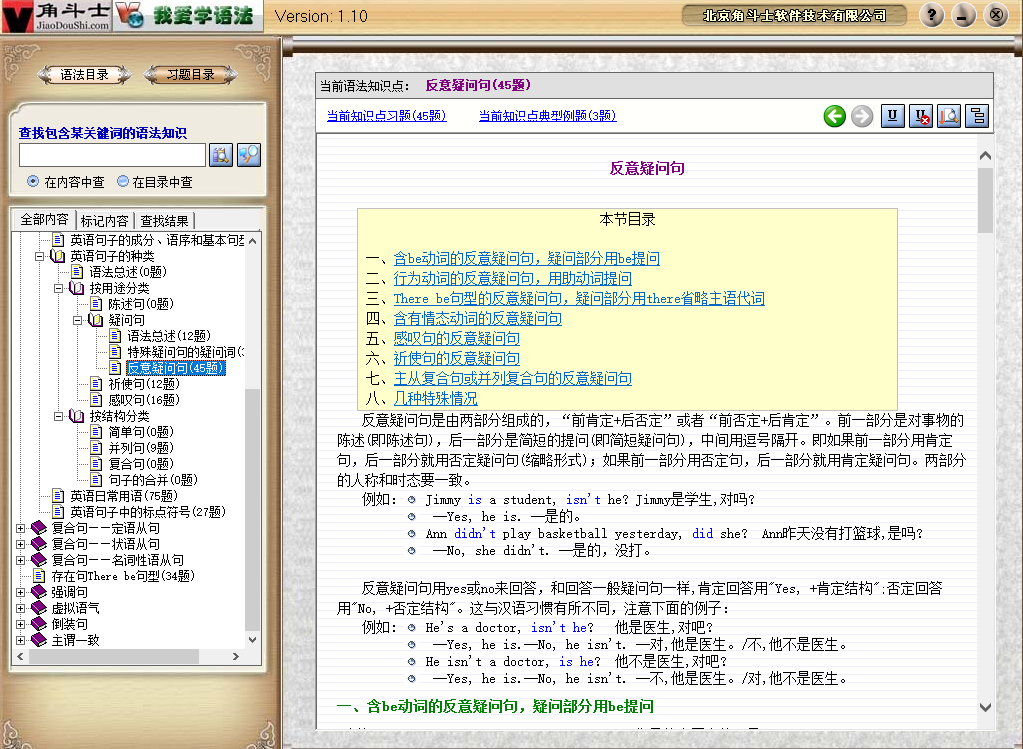 角斗士
JiaoDouShi.com
我爱学语法
Version: 1.10
北京角斗士软件技术有限公司
语法目录
习题目录
查找包含某关键词的语法知识
在内容中查
在目录中查
全部内容
标记内容
查找结果
英语句子的成分、语序和基本句型
英语句子的种类
语法总述(0题)
按用途分类
陈述句(0题)
疑问句
语法总述(12题)
特殊疑问句的疑问词(
反意疑问句(45题)
祈使句(12题)
感叹句(16题)
按结构分类
简单句(0题)
并列句(9题)
复合句(0题)
句子的合并(0题)
英语日常用语(75题)
英语句子中的标点符号(27题)
复合句——定语从句
复合句——状语从句
复合句——名词性语从句
存在句There be句型(34题)
强调句
虚拟语气
倒装句
主谓一致
当前语法知识点: 反意疑问句(45题)
当前知识点习题(45题)
当前知识点典型例题(3题)
反意疑问句
本节目录
一、含be动词的反意疑问句，疑问部分用be提问
二、行为动词的反意疑问句，用助动词提问
三、There be句型的反意疑问句，疑问部分用there省略主语代词
四、含有情态动词的反意疑问句
五、感叹句的反意疑问句
六、祈使句的反意疑问句
七、主从复合句或并列复合句的反意疑问句
八、几种特殊情况
反意疑问句是由两部分组成的，“前肯定+后否定”或者“前否定+后肯定”。前一部分是对事物的
陈述(即陈述句)，后一部分是简短的提问(即简短疑问句)，中间用逗号隔开。即如果前一部分用肯定
句，后一部分就用否定疑问句(缩略形式)；如果前一部分用否定句，后一部分就用肯定疑问句。两部分
的人称和时态要一致。
例如: Jimmy is a student, isn't he? Jimmy是学生,对吗?
—Yes, he is. —是的。
Ann didn't play basketball yesterday, did she? Ann昨天没有打篮球,是吗?
—No, she didn't. —是的，没打。
反意疑问句用yes或no来回答，和回答一般疑问句一样,肯定回答用"Yes, +肯定结构";否定回答
用"No, +否定结构"。这与汉语习惯有所不同，注意下面的例子:
例如: He's a doctor, isn't he? 他是医生,对吧?
—Yes, he is.—No, he isn't. —对,他是医生。/不,他不是医生。
He isn't a doctor, is he? 他不是医生,对吧?
—Yes, he is.—No, he isn't. —不,他是医生。/对,他不是医生。
一、含be动词的反意疑问句，疑问部分用be提问